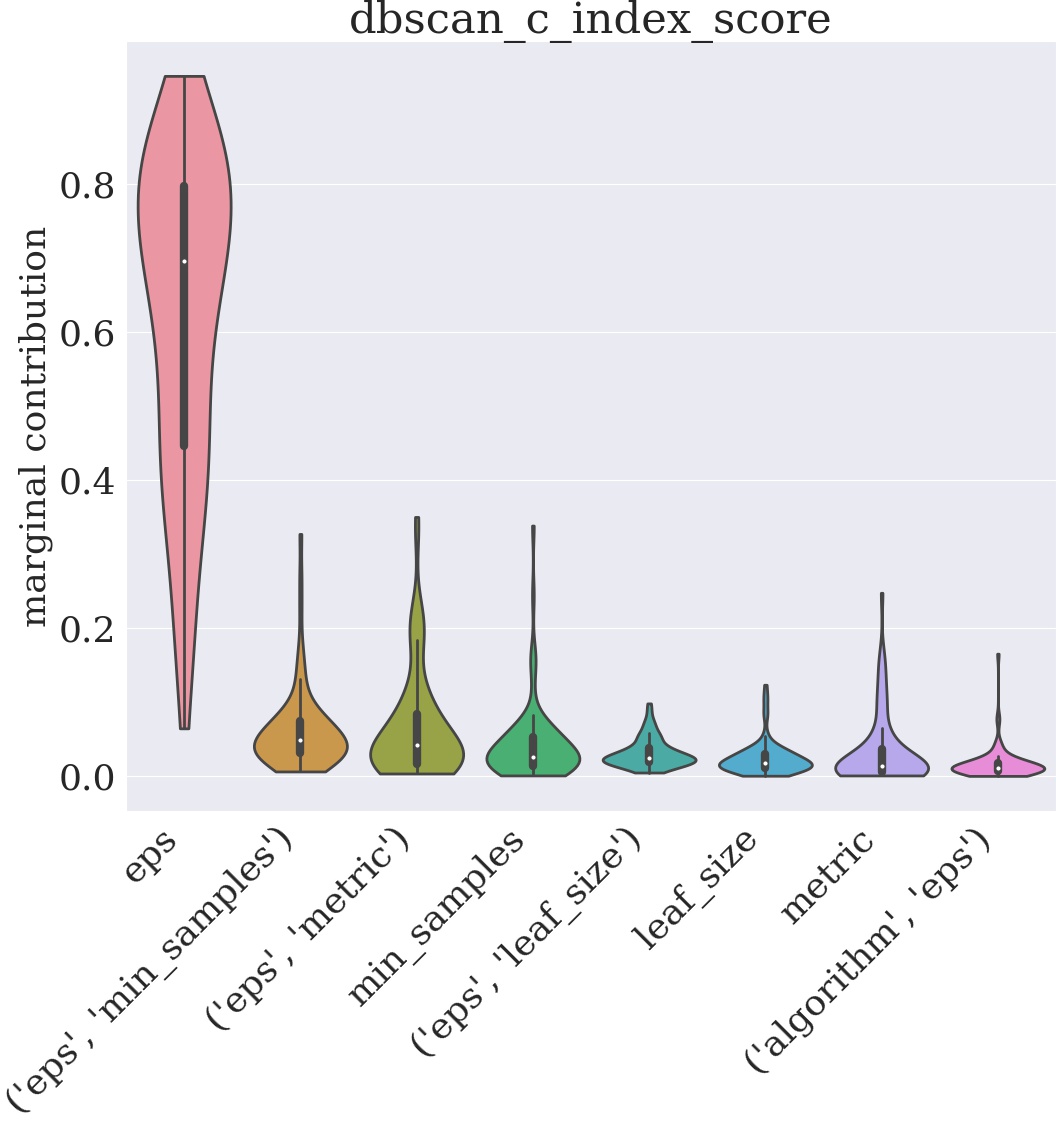 dbscan_c_index_score
marginal contribution
0.8
0.6
0.4
0.2
0.0
eps
('eps', 'min_samples')
('eps', 'metric')
min_samples
('eps', 'leaf_size')
leaf_size
metric
('algorithm', 'eps')